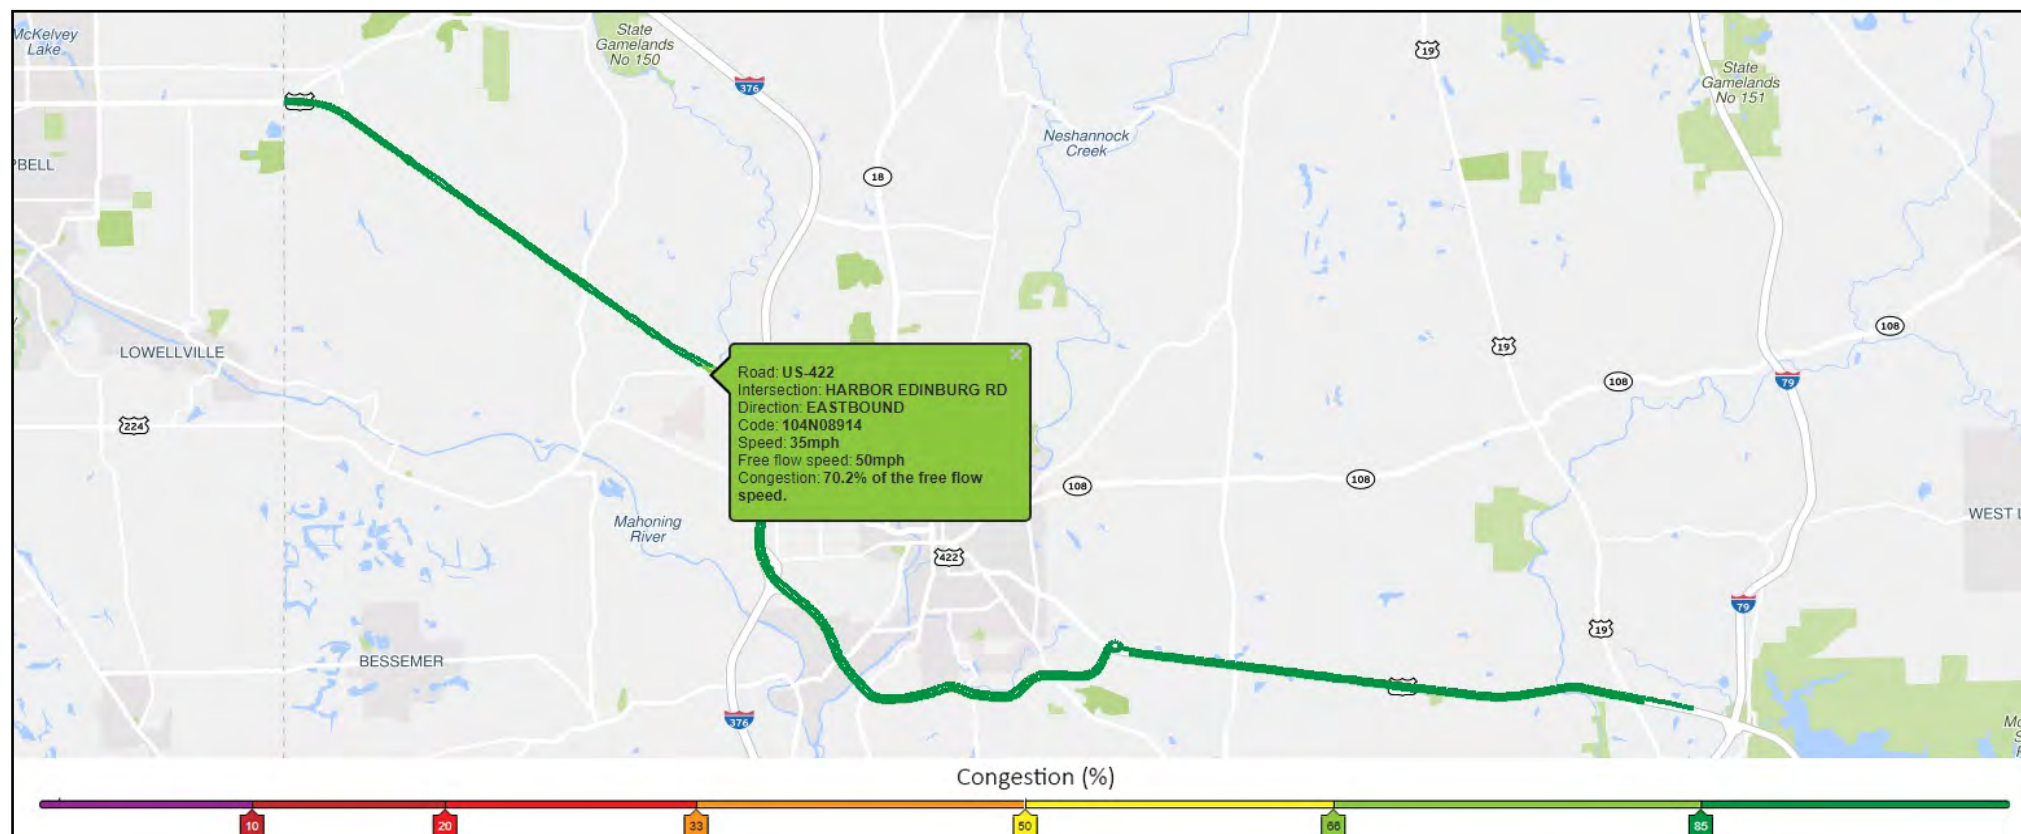 McKelvey
Lake
State
Gamelands
No 150
376
19
State
Gamelands
No 151
Neshannock
Creek
PBELL
18
108
LOWELLVILLE
19
108
79
224
Road: US-422
Intersection: HARBOR EDINBURG RD
Direction: EASTBOUND
Code: 104N08914
Speed: 35mph
Free flow speed: 50mph
Congestion: 70.2% of the free flow
speed.
108
108
Mahoning
River
422
WEST L
79
19
BESSEMER
376
Congestion (%)
10
20
33
50
66
85